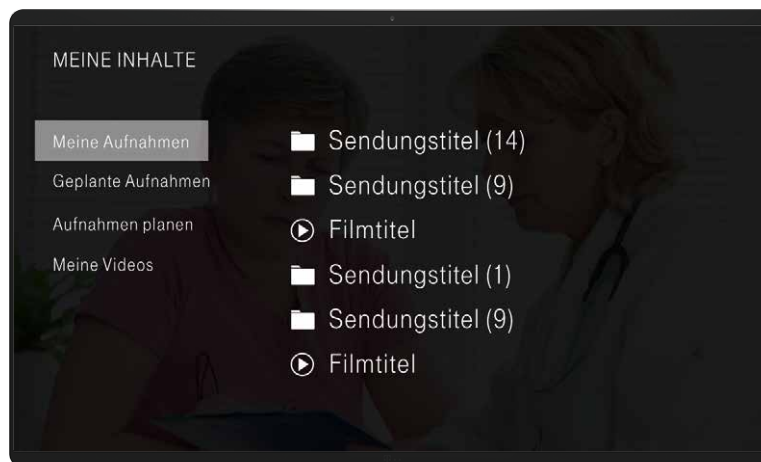 MEINE INHALTE
Meine Aufnahmen
Geplante Aufnahmen
Aufnahmen planen
Meine Videos
Sendungstitel (14)
Sendungstitel (9)
Filmtitel
Sendungstitel (1)
Sendungstitel (9)
Filmtitel